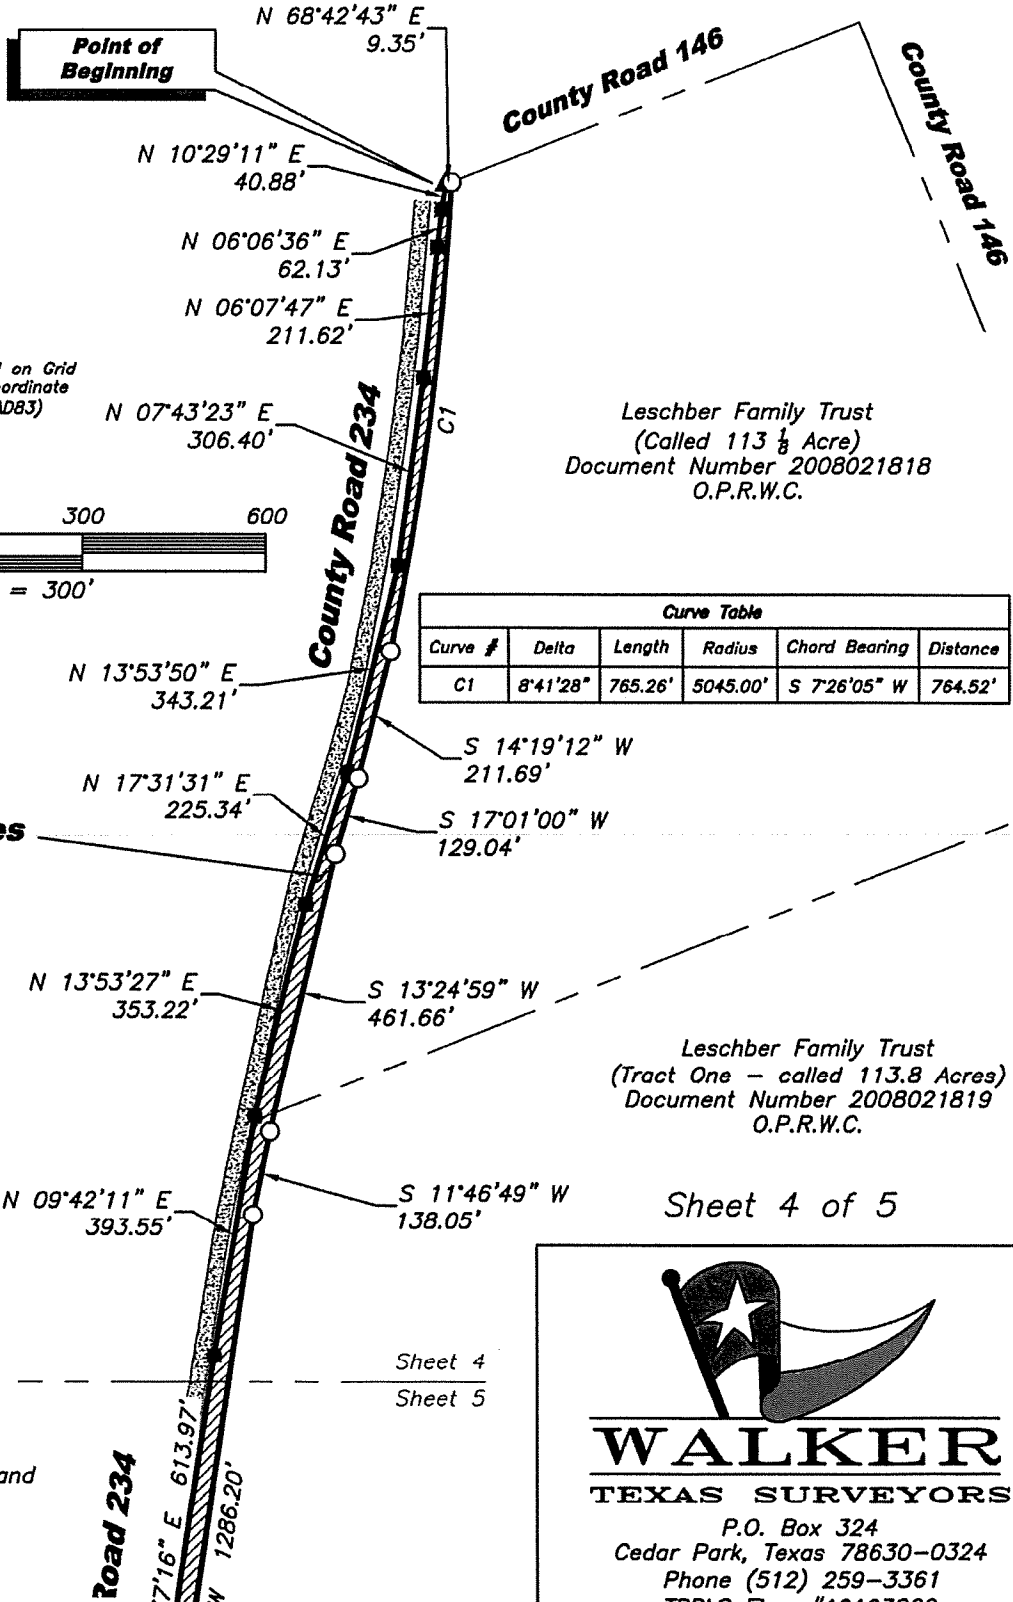 N 68°42'43" E
9.35'
Point of
Beginning
County Road 146
County Road 146
N 10°29'11" E
40.88'
N 06°06'36" E
62.13'
N 06°07'47" E
211.62'
on Grid
ordinate
AD83)
N 07°43'23" E
306.40'
C1
County Road 234
Leschber Family Trust
(Called 113 1/8 Acre)
Document Number 2008021818
O.P.R.W.C.
300 600
= 300'
Curve Table
Curve # Delta Length Radius Chord Bearing Distance
C1 8°41'28" 765.26' 5045.00' S 7°26'05" W 764.52'
N 13°53'50" E
343.21'
S 14°19'12" W
211.69'
N 17°31'31" E
225.34'
S 17°01'00" W
129.04'
es
N 13°53'27" E
353.22'
S 13°24'59" W
461.66'
Leschber Family Trust
(Tract One – called 113.8 Acres)
Document Number 2008021819
O.P.R.W.C.
N 09°42'11" E
393.55'
S 11°46'49" W
138.05'
Sheet 4 of 5
Sheet 4
Sheet 5
7'16" E 613.97'
W 1286.20'
and
Road 234
WALKER
TEXAS SURVEYORS
P.O. Box 324
Cedar Park, Texas 78630–0324
Phone (512) 259–3361